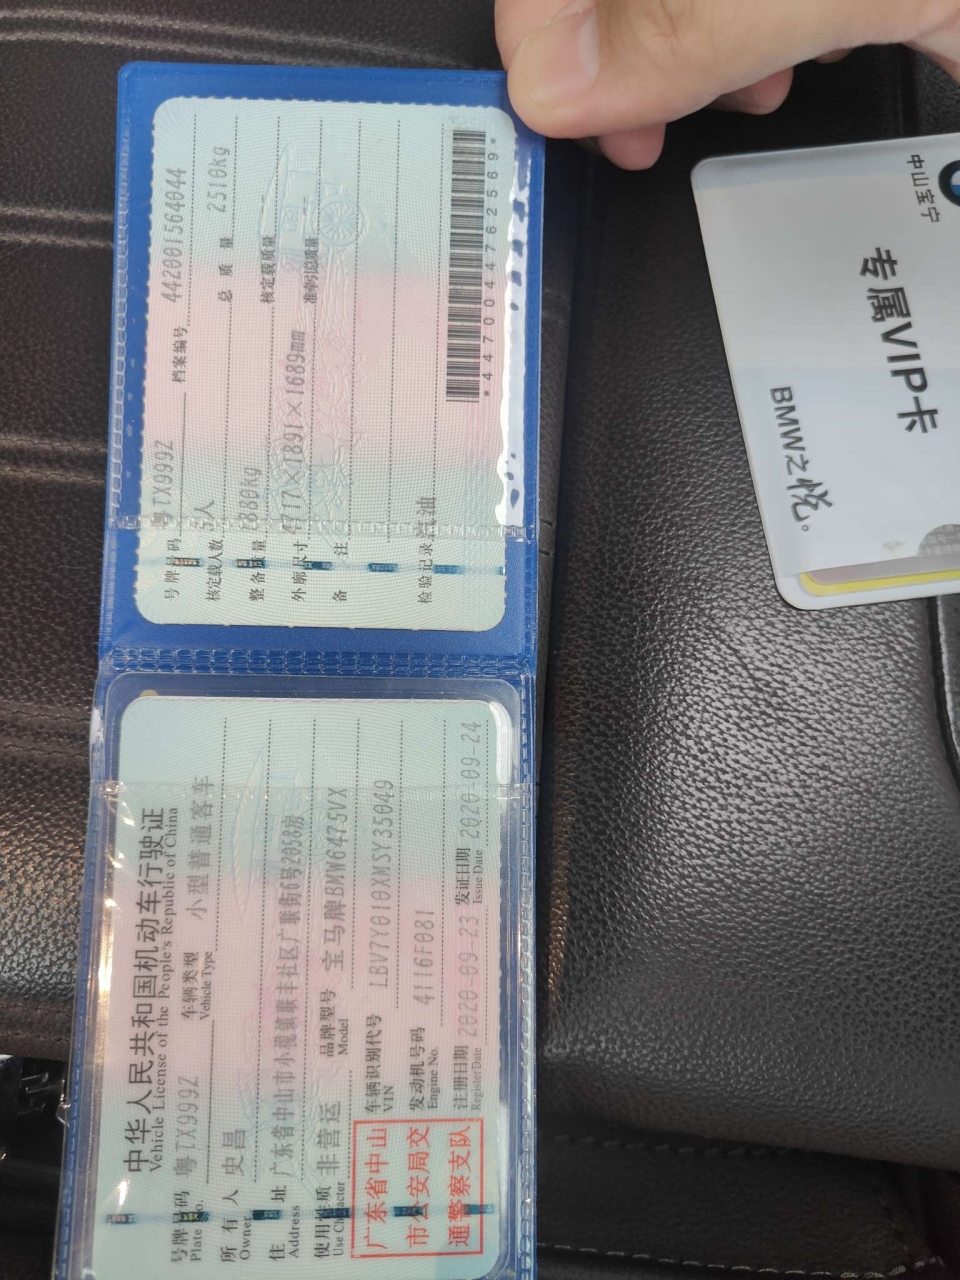 中华人民共和国机动车行驶证
Vehicle License of the People's Republic of China
号牌号码 粤TX999Z 车辆类型 小型普通客车
Plate No. Vehicle Type
所有人 史昌
Owner
住址 广东省中山市小榄镇联丰社区广联街6号2058房
Address
使用性质 非营运 品牌型号 宝马牌BMW6475VX
Use Character Model
广东省中山
市公安局交
通警察支队
车辆识别代号 LBV7Y010XMSY35049
VIN
发动机号码 4116F081
Engine No.
注册日期 2020-09-23 发证日期 2020-09-24
Register Date Issue Date
号牌号码 粤TX999Z 档案编号 442001564044
核定载人数 5人 总质量 2510kg
整备质量 1880kg 核定载质量
外廓尺寸 4717×1891×1689mm 准牵引总质量
备注
检验记录 汽油
*4470044762569*
中山宝宁
专属VIP卡
BMW之悦。